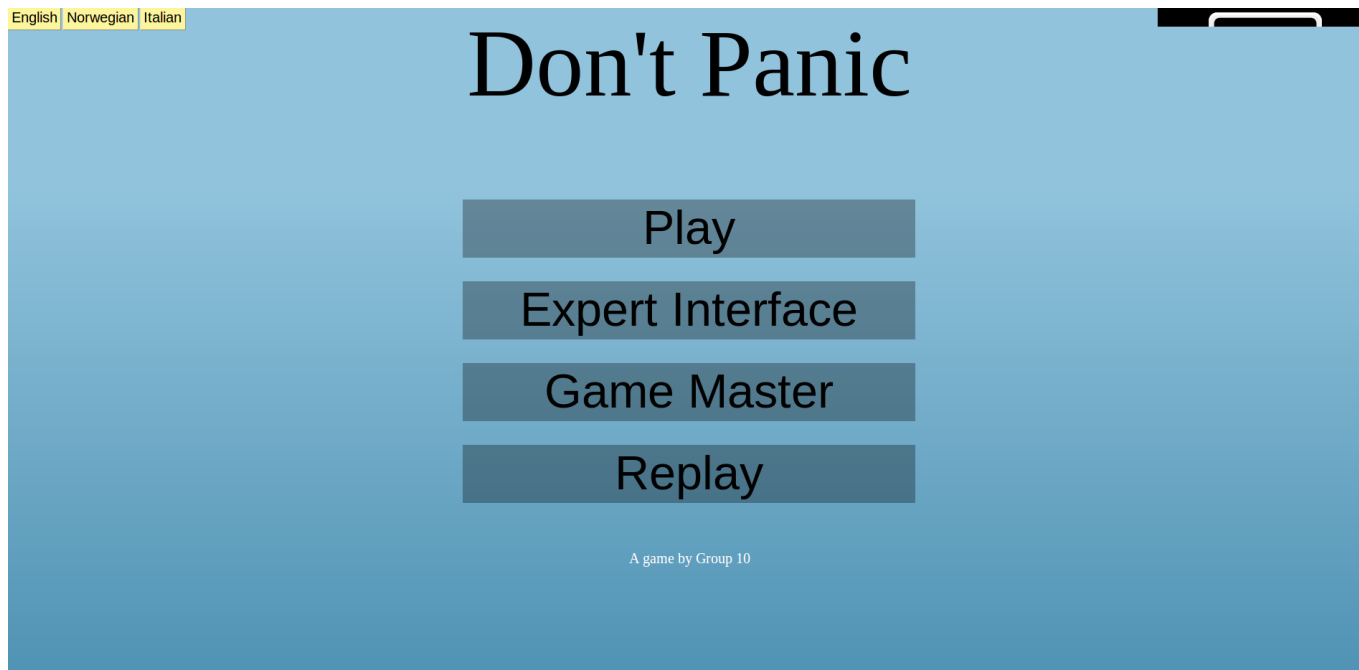 English Norwegian Italian
Don't Panic
Play
Expert Interface
Game Master
Replay
A game by Group 10